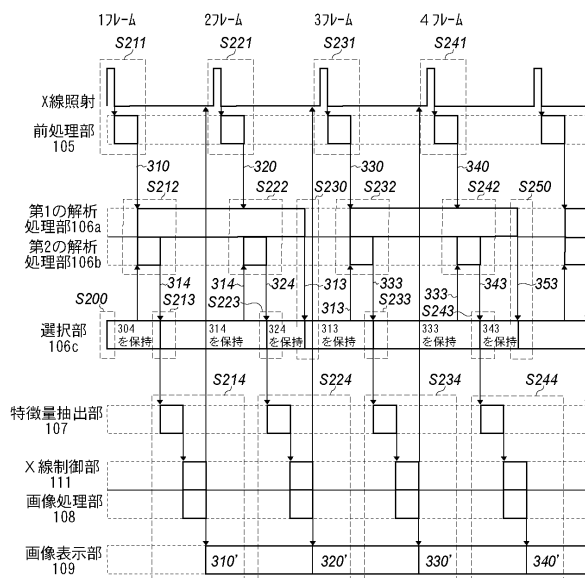 1フレーム 2フレーム 3フレーム 4フレーム
S211 S221 S231 S241
X線照射
前処理部
105
310 320 330 340
S212 S222 S230 S232 S242 S250
第1の解析
処理部106a
第2の解析
処理部106b
314 314 324 313 333 333 343 353
S200 S213 S223 313 S233 S243
選択部
106c
304
を保持
314
を保持
324
を保持
313
を保持
333
を保持
343
を保持
S214 S224 S234 S244
特徴量抽出部
107
X線制御部
111
画像処理部
108
画像表示部
109
310' 320' 330' 340'